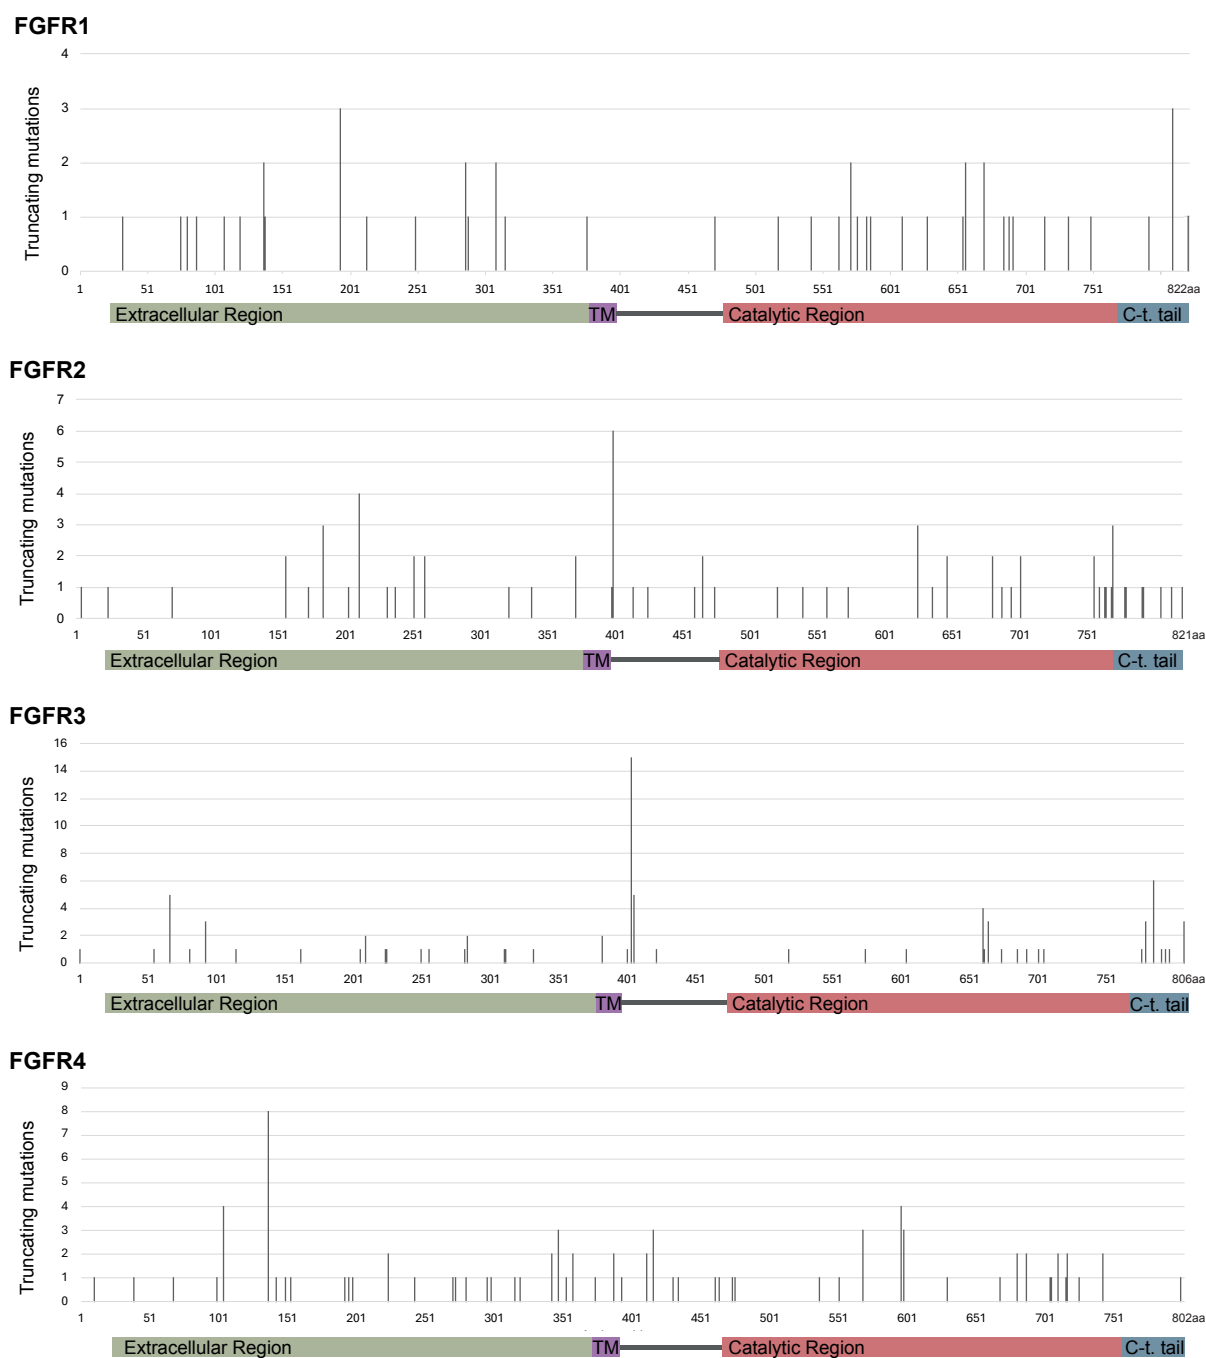 FGFR1
Truncating mutations
4
3
2
1
0
1 51 101 151 201 251 301 351 401 451 501 551 601 651 701 751 822aa
Extracellular Region TM Catalytic Region C-t. tail
FGFR2
Truncating mutations
7
6
5
4
3
2
1
0
1 51 101 151 201 251 301 351 401 451 501 551 601 651 701 751 821aa
Extracellular Region TM Catalytic Region C-t. tail
FGFR3
Truncating mutations
16
14
12
10
8
6
4
2
0
1 51 101 151 201 251 301 351 401 451 501 551 601 651 701 751 806aa
Extracellular Region TM Catalytic Region C-t. tail
FGFR4
Truncating mutations
9
8
7
6
5
4
3
2
1
0
1 51 101 151 201 251 301 351 401 451 501 551 601 651 701 751 802aa
Extracellular Region TM Catalytic Region C-t. tail